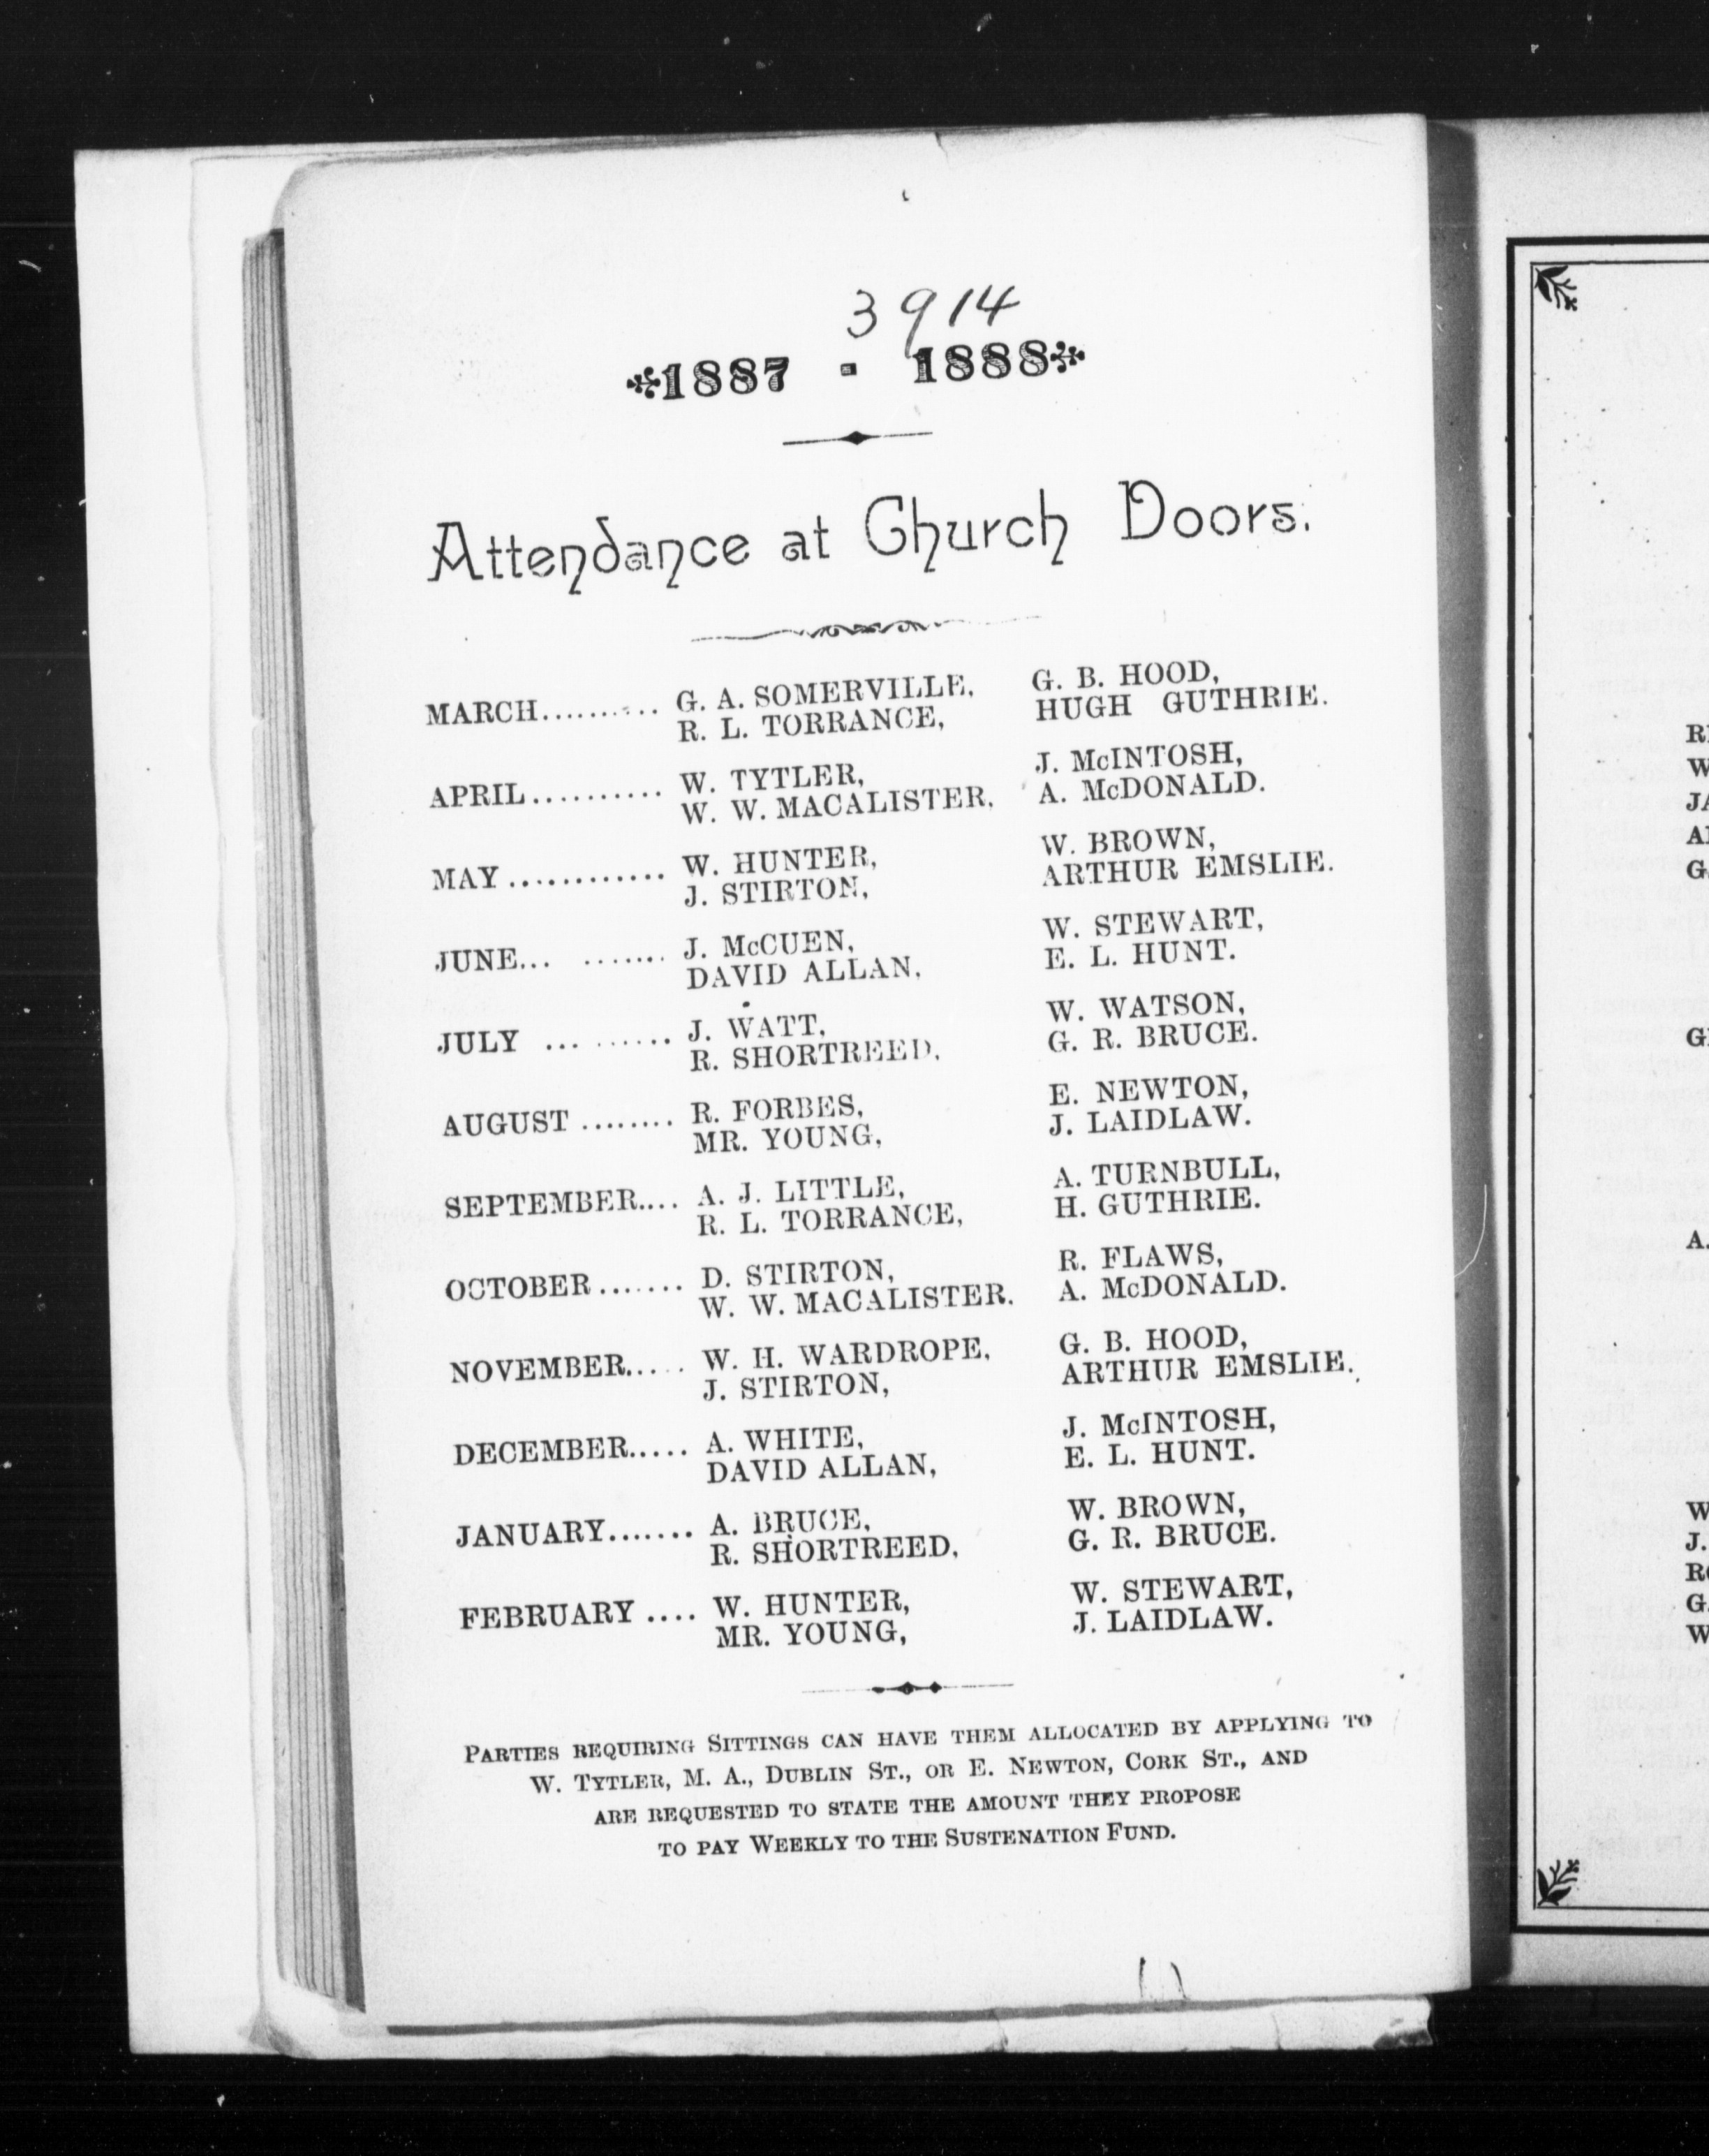 3914
1887 - 1888
Attendance at Church Doors.
MARCH.......... G. A. SOMERVILLE, G. B. HOOD,
R. L. TORRANCE, HUGH GUTHRIE.
APRIL.......... W. TYTLER, J. McINTOSH,
W. W. MACALISTER, A. McDONALD.
MAY ............ W. HUNTER, W. BROWN,
J. STIRTON, ARTHUR EMSLIE.
JUNE... ....... J. McCUEN, W. STEWART,
DAVID ALLAN, E. L. HUNT.
JULY ... ...... J. WATT, W. WATSON,
R. SHORTREED, G. R. BRUCE.
AUGUST ........ R. FORBES, E. NEWTON,
MR. YOUNG, J. LAIDLAW.
SEPTEMBER.... A. J. LITTLE, A. TURNBULL,
R. L. TORRANCE, H. GUTHRIE.
OCTOBER ....... D. STIRTON, R. FLAWS,
W. W. MACALISTER. A. McDONALD.
NOVEMBER..... W. H. WARDROPE, G. B. HOOD,
J. STIRTON, ARTHUR EMSLIE.
DECEMBER..... A. WHITE, J. McINTOSH,
DAVID ALLAN, E. L. HUNT.
JANUARY....... A. BRUCE, W. BROWN,
R. SHORTREED, G. R. BRUCE.
FEBRUARY .... W. HUNTER, W. STEWART,
MR. YOUNG, J. LAIDLAW.
PARTIES REQUIRING SITTINGS CAN HAVE THEM ALLOCATED BY APPLYING TO
W. TYTLER, M. A., DUBLIN ST., OR E. NEWTON, CORK ST., AND
ARE REQUESTED TO STATE THE AMOUNT THEY PROPOSE
TO PAY WEEKLY TO THE SUSTENATION FUND.